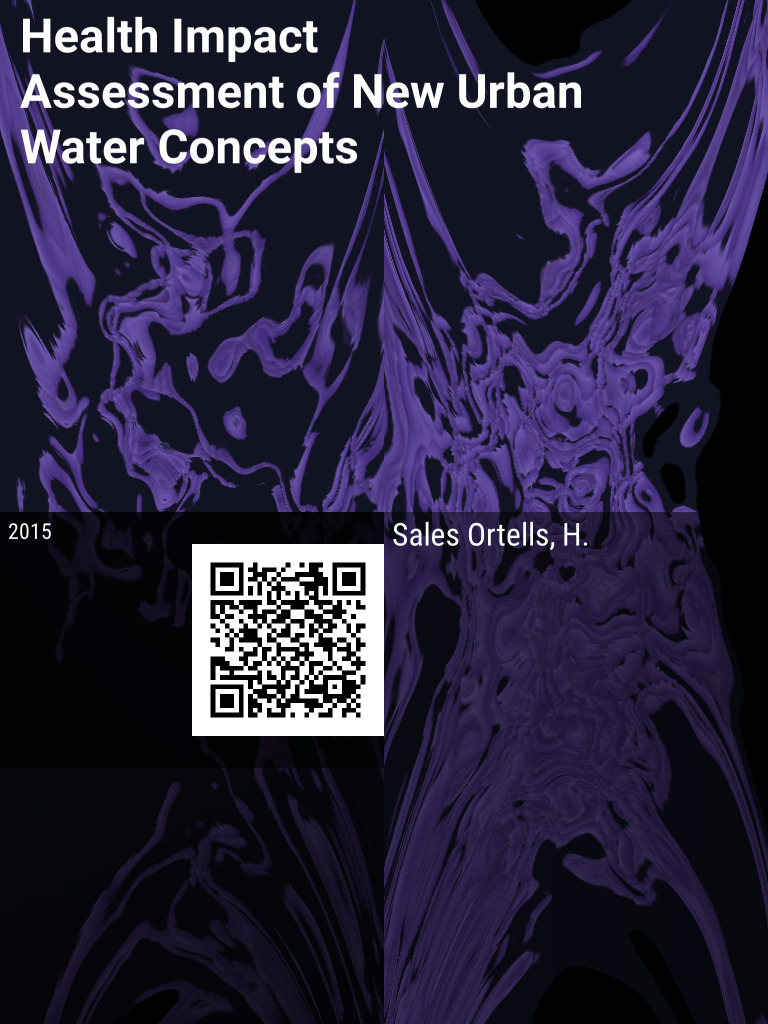 Health Impact
Assessment of New Urban
Water Concepts
2015
Sales Ortells, H.